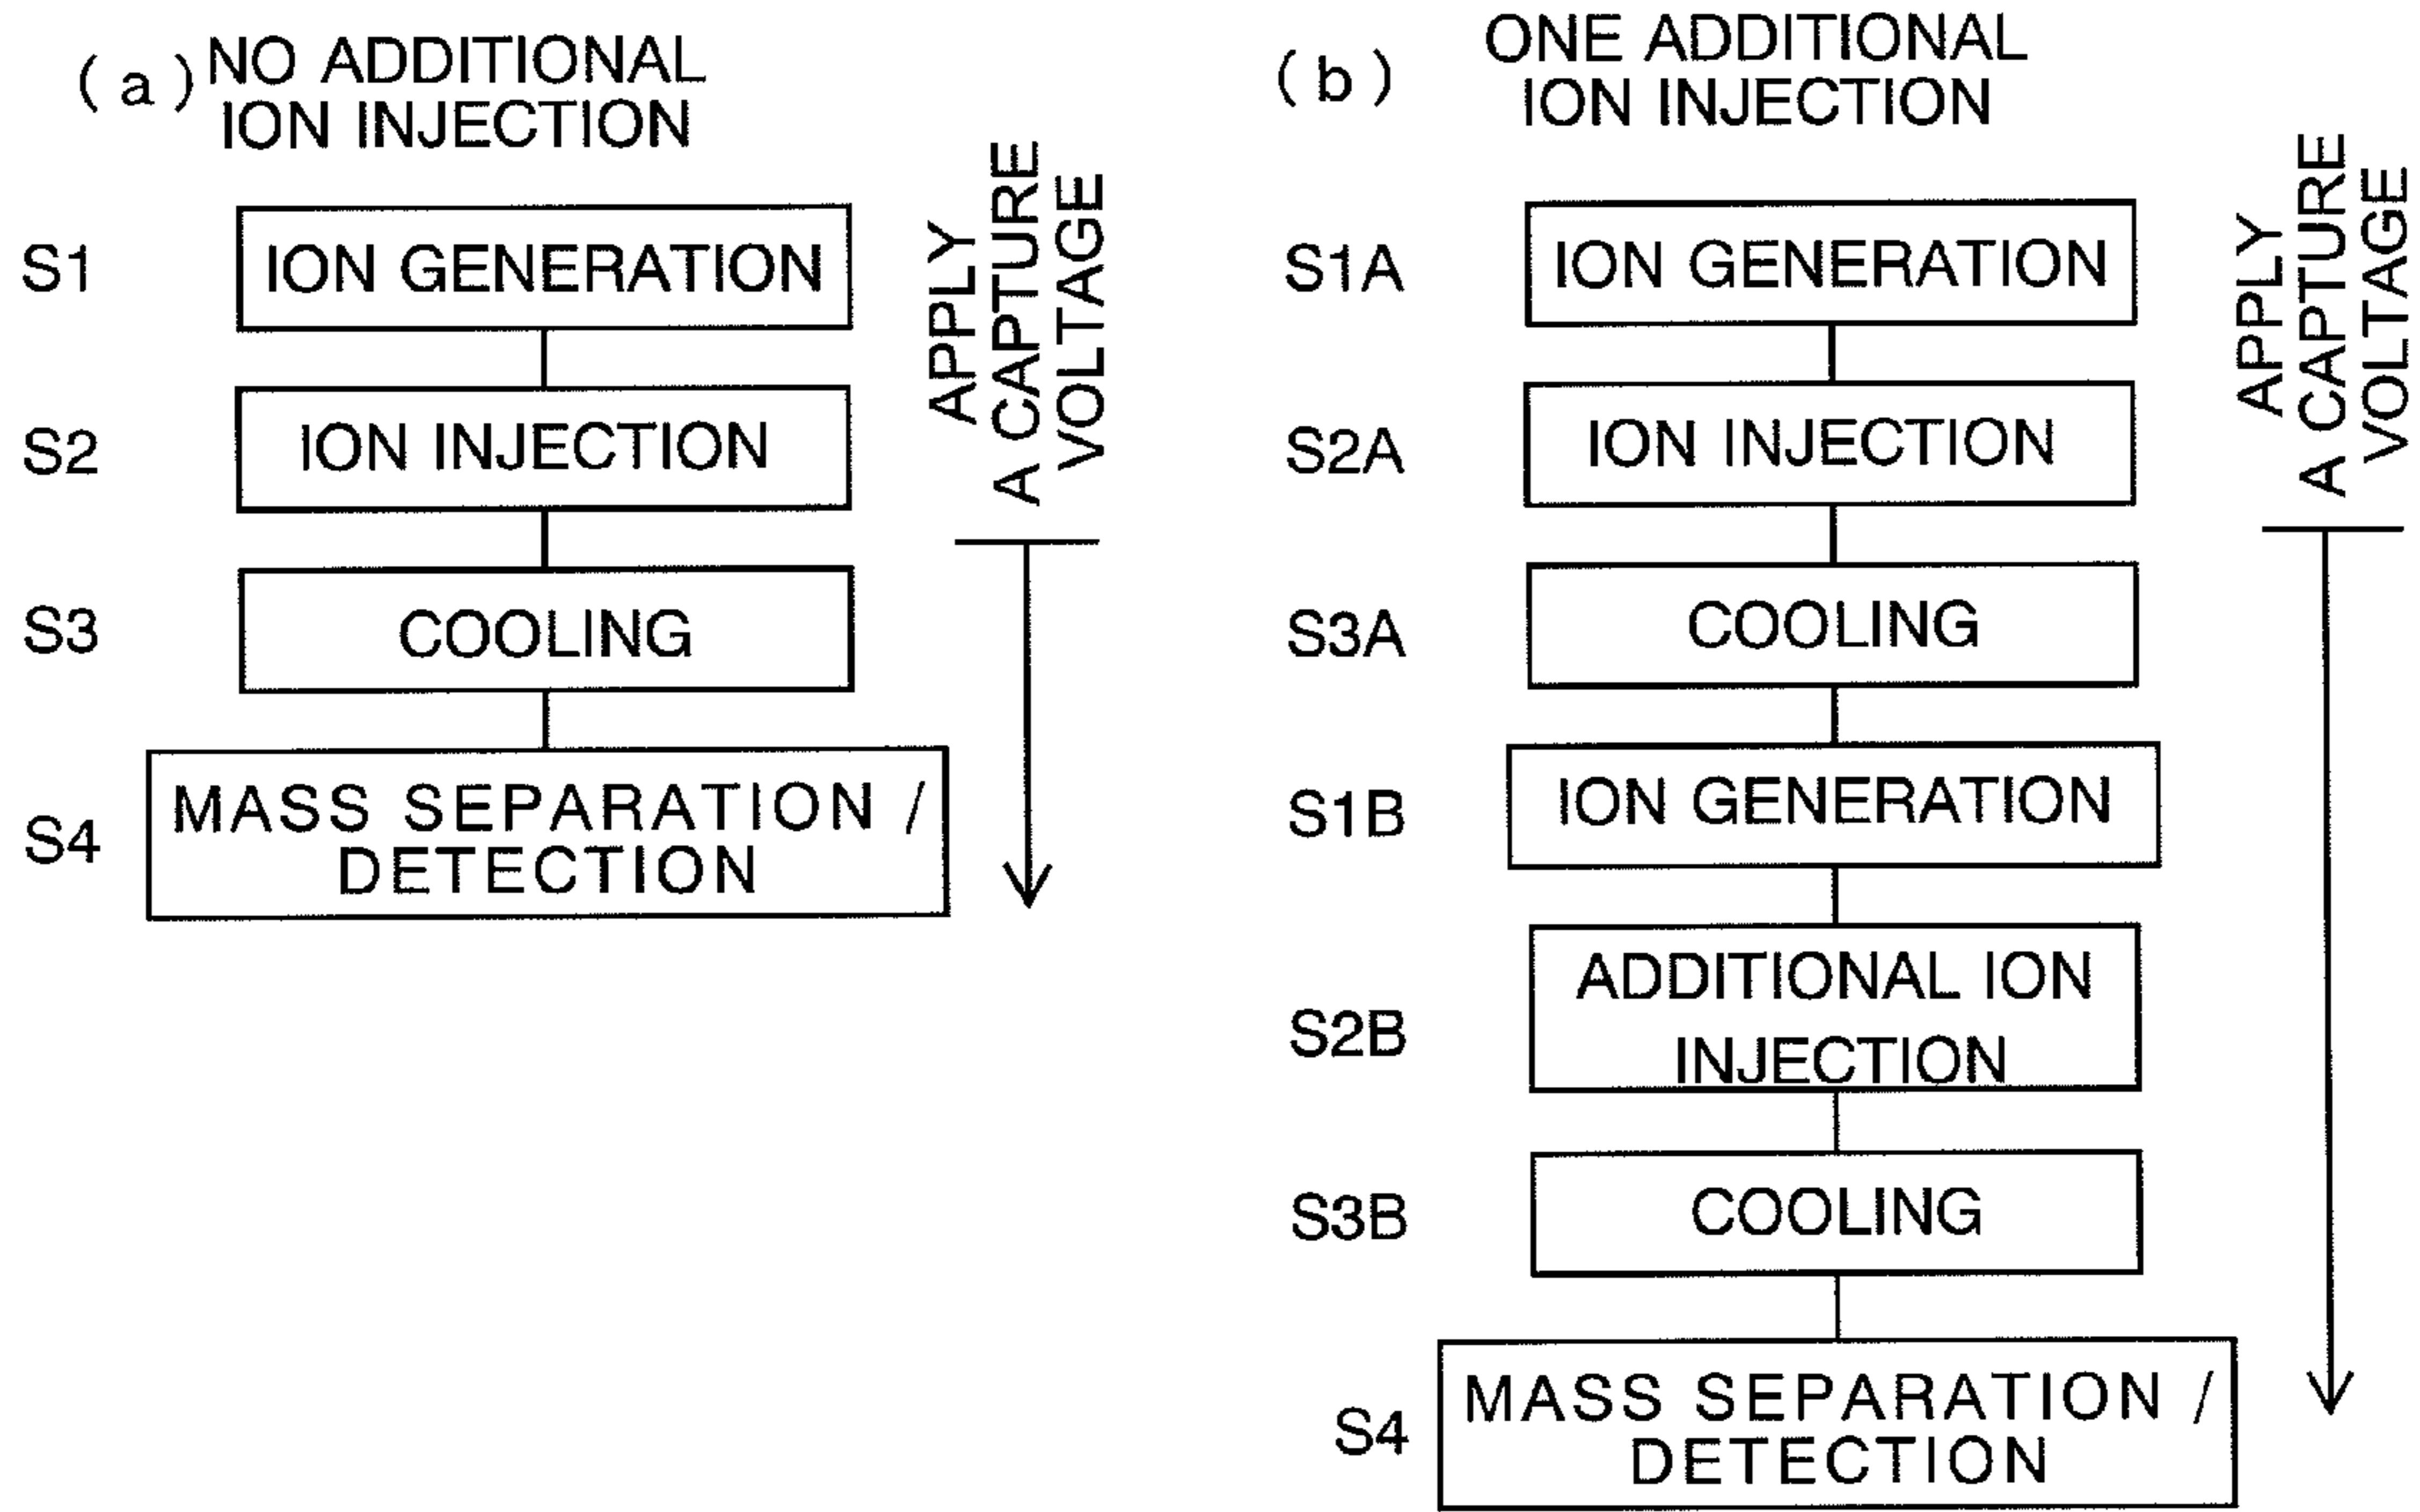 (a) NO ADDITIONAL
ION INJECTION
APPLY
A CAPTURE
VOLTAGE
S1 ION GENERATION
S2 ION INJECTION
S3 COOLING
S4 MASS SEPARATION /
DETECTION
(b) ONE ADDITIONAL
ION INJECTION
APPLY
A CAPTURE
VOLTAGE
S1A ION GENERATION
S2A ION INJECTION
S3A COOLING
S1B ION GENERATION
S2B ADDITIONAL ION
INJECTION
S3B COOLING
S4 MASS SEPARATION /
DETECTION